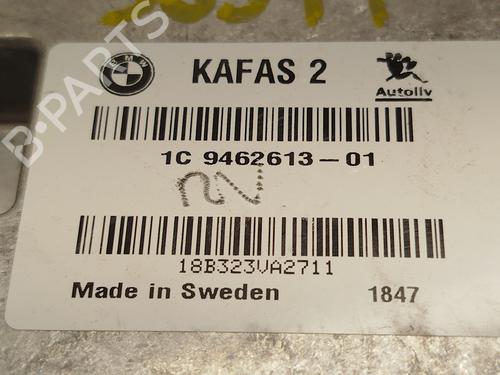 BMW
KAFAS 2
Autoliv
1C 9462613-01
18B323VA2711
Made in Sweden 1847
B-PARTS